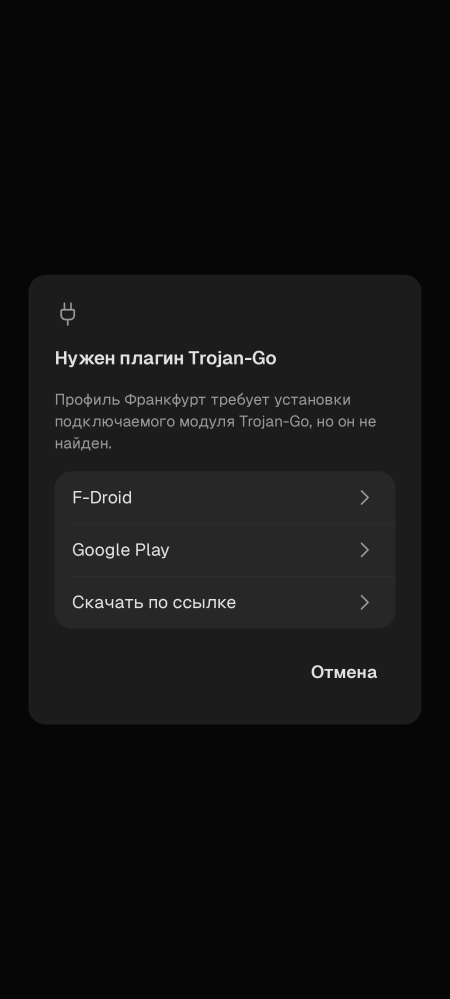 Нужен плагин Trojan-Go
Профиль Франкфурт требует установки
подключаемого модуля Trojan-Go, но он не
найден.
F-Droid
Google Play
Скачать по ссылке
Отмена